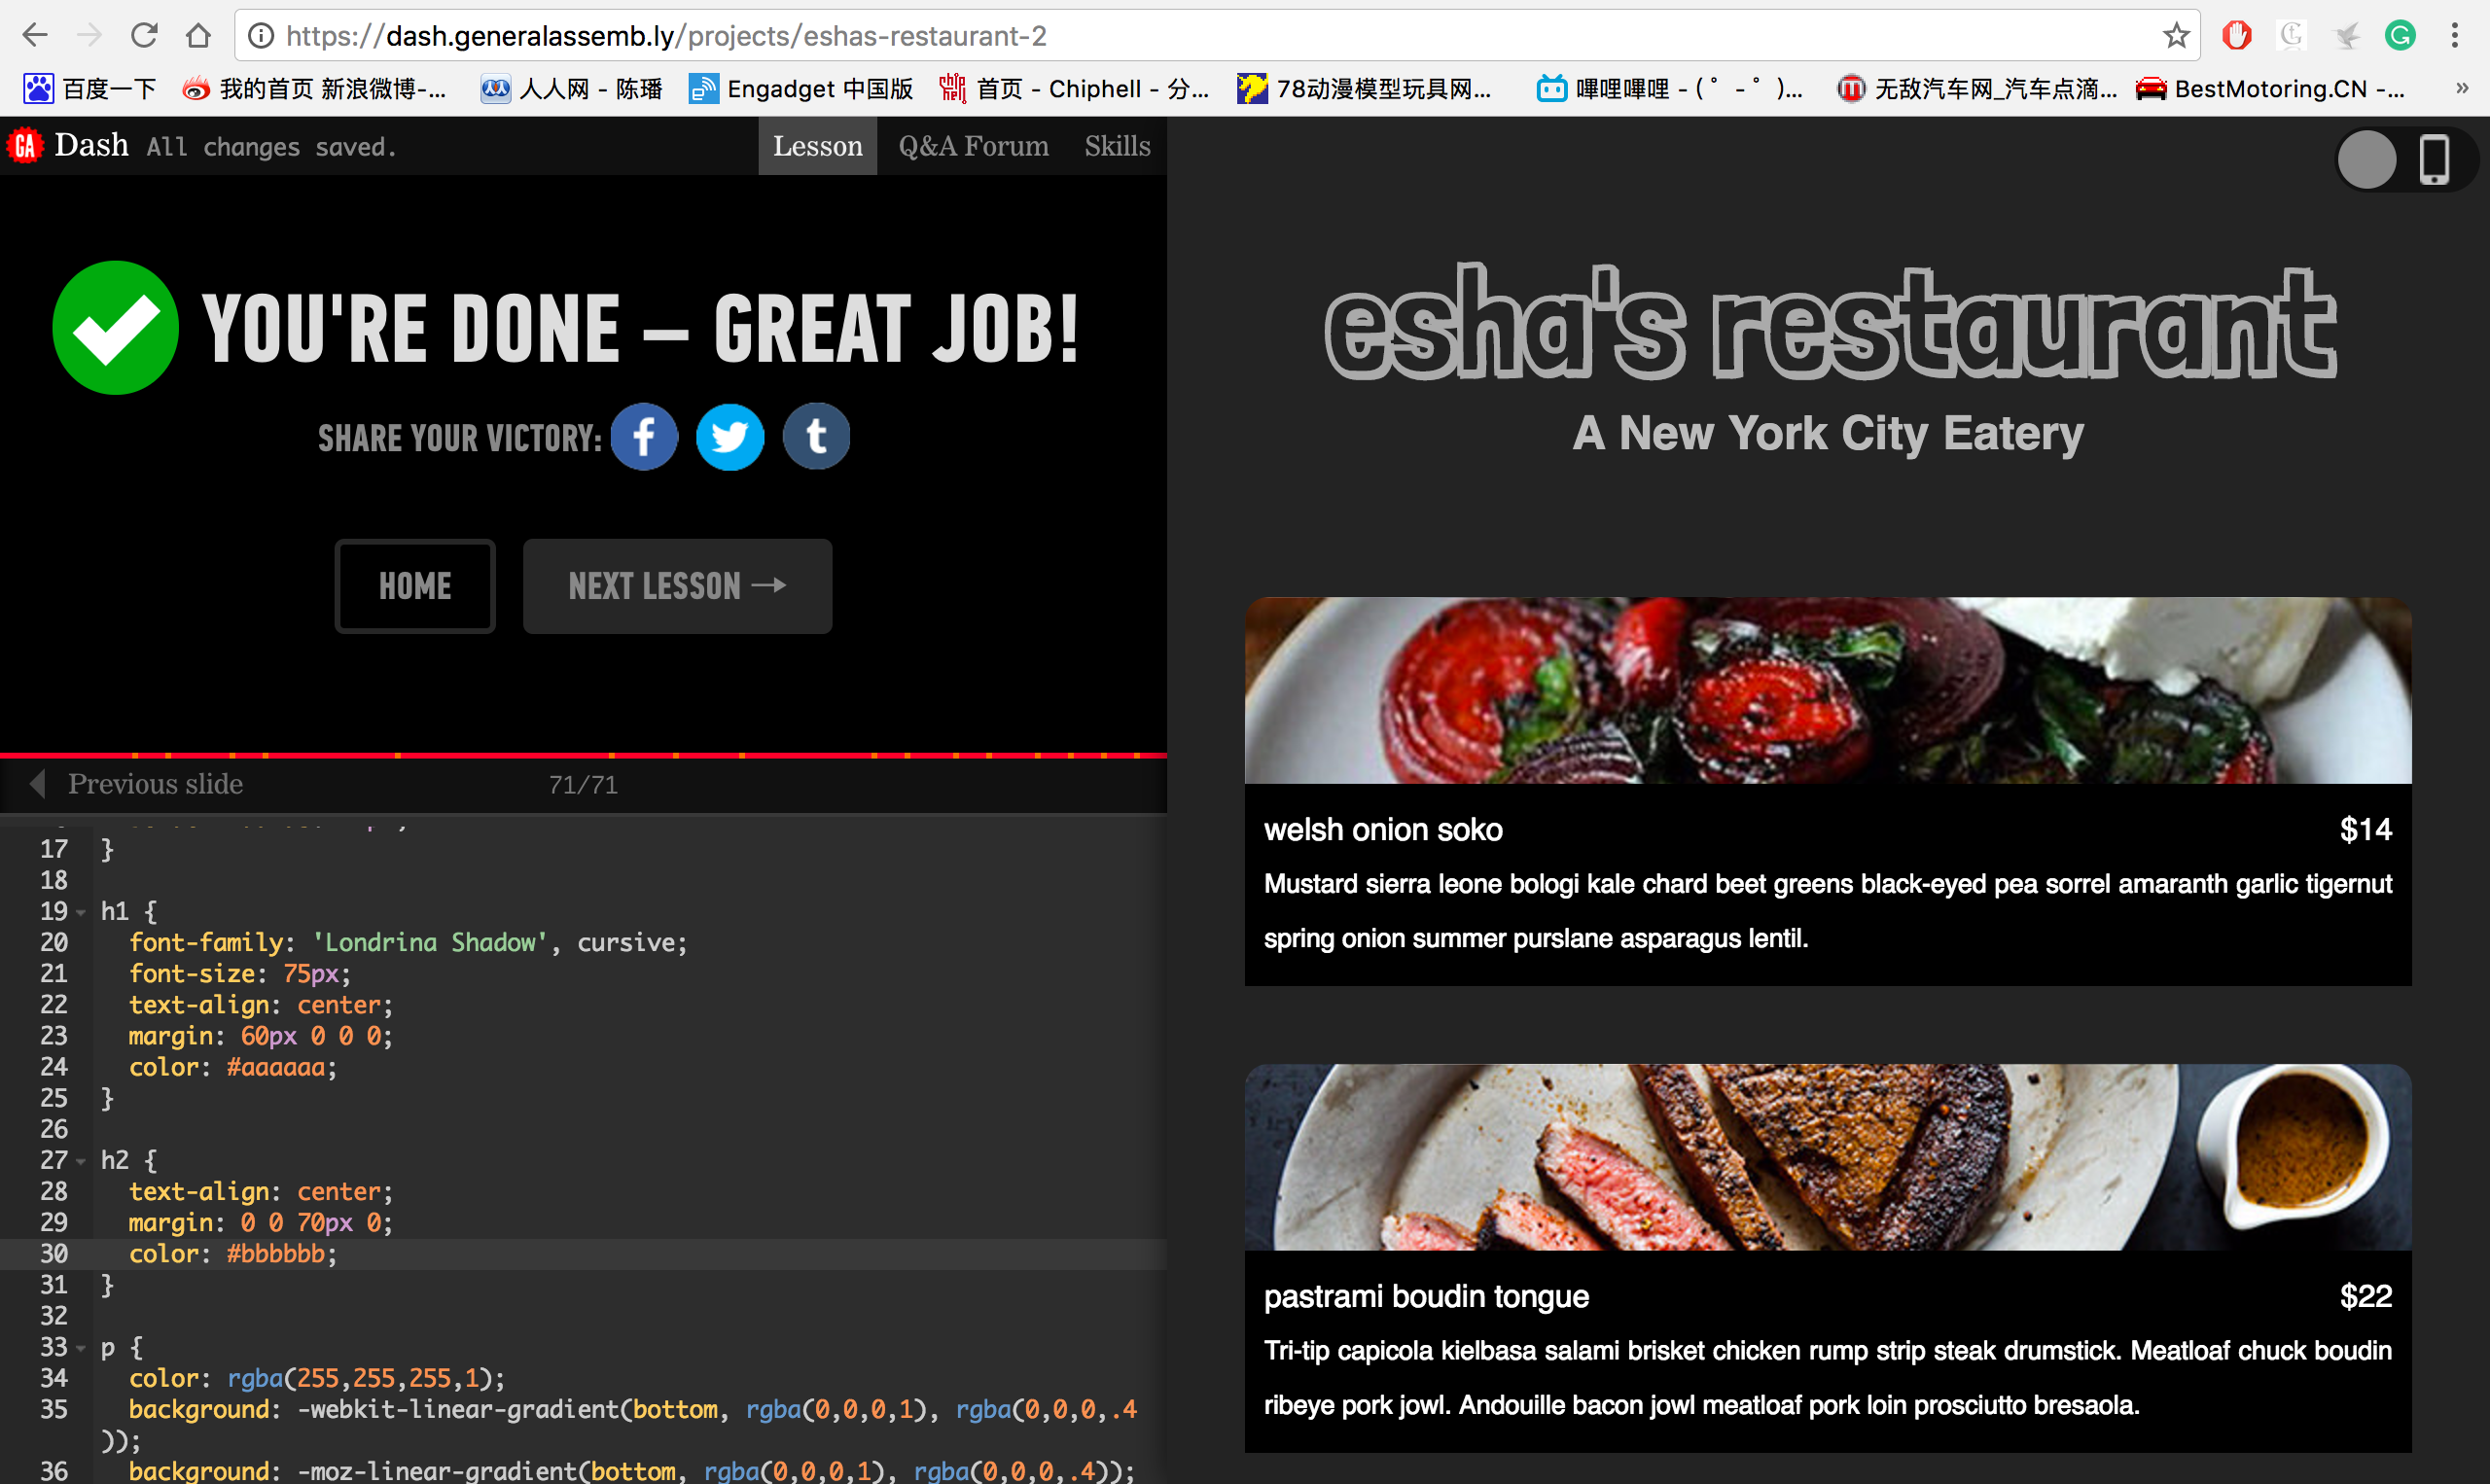 https://dash.generalassemb.ly/projects/eshas-restaurant-2
百度一下 我的首页 新浪微博-... 人人网 - 陈璠 Engadget 中国版 首页 - Chiphell - 分... 78动漫模型玩具网... 嗶哩嗶哩 - ( ゜- ゜)... 无敌汽车网_汽车点滴... BestMotoring.CN -... »
GA Dash All changes saved. Lesson Q&A Forum Skills
YOU'RE DONE – GREAT JOB!
SHARE YOUR VICTORY:
HOME NEXT LESSON →
Previous slide 71/71
17 }
18
19 h1 {
20 font-family: 'Londrina Shadow', cursive;
21 font-size: 75px;
22 text-align: center;
23 margin: 60px 0 0 0;
24 color: #aaaaaa;
25 }
26
27 h2 {
28 text-align: center;
29 margin: 0 0 70px 0;
30 color: #bbbbbb;
31 }
32
33 p {
34 color: rgba(255,255,255,1);
35 background: -webkit-linear-gradient(bottom, rgba(0,0,0,1), rgba(0,0,0,.4
));
36 background: -moz-linear-gradient(bottom, rgba(0,0,0,1), rgba(0,0,0,.4));
esha's restaurant
A New York City Eatery
welsh onion soko $14
Mustard sierra leone bologi kale chard beet greens black-eyed pea sorrel amaranth garlic tigernut
spring onion summer purslane asparagus lentil.
pastrami boudin tongue $22
Tri-tip capicola kielbasa salami brisket chicken rump strip steak drumstick. Meatloaf chuck boudin
ribeye pork jowl. Andouille bacon jowl meatloaf pork loin prosciutto bresaola.